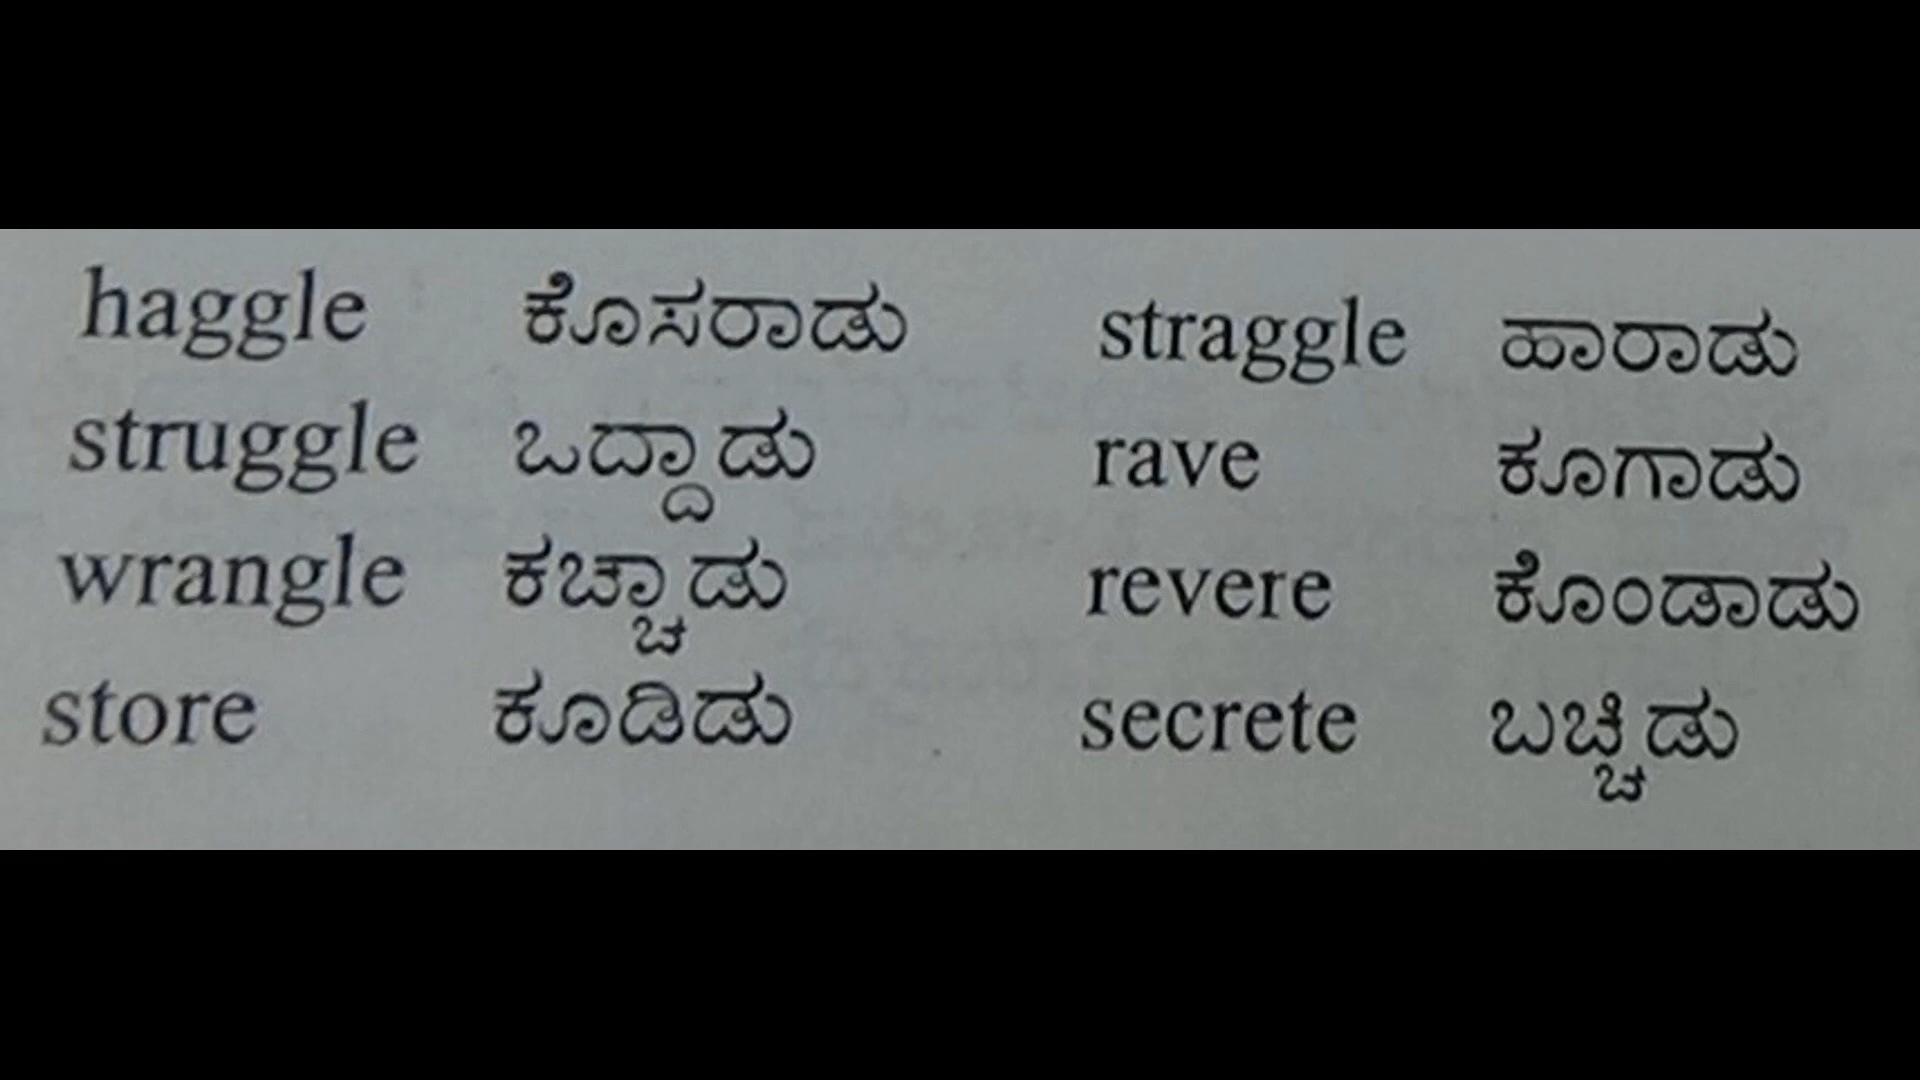 haggle ಕೊಸರಾಡು straggle ಹಾರಾಡು
struggle ಒದ್ದಾಡು rave ಕೂಗಾಡು
wrangle ಕಚ್ಚಾಡು revere ಕೊಂಡಾಡು
store ಕೂಡಿಡು secrete ಬಚ್ಚಿಡು